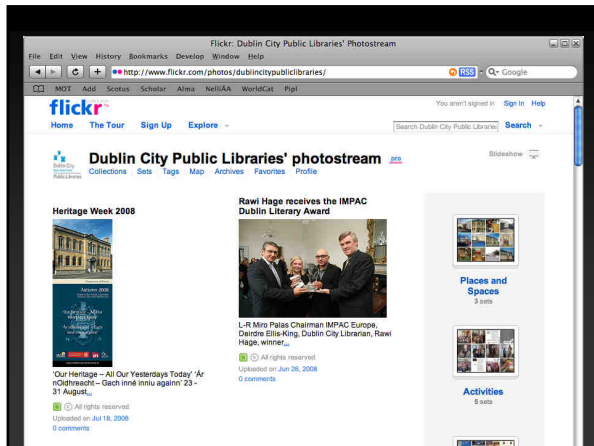 Flickr: Dublin City Public Libraries' Photostream
File Edit View History Bookmarks Develop Window Help
http://www.flickr.com/photos/dublincitypubliclibraries/
RSS
Google
MOT Add Scotus Scholar Alma NelliÄÄ WorldCat Pipl
flickr
You aren't signed in Sign In Help
Home The Tour Sign Up Explore
Search Dublin City Public Libraries
Search
Dublin City Public Libraries' photostream pro
Slideshow
Collections Sets Tags Map Archives Favorites Profile
Heritage Week 2008
Autumn 2008
'Our Heritage – All Our Yesterdays Today' 'Ár
nOidhreacht – Gach inné inniu againn' 23 -
31 August...
© All rights reserved
Uploaded on Jul 18, 2008
0 comments
Rawi Hage receives the IMPAC
Dublin Literary Award
L-R Miro Palas Chairman IMPAC Europe,
Deirdre Ellis-King, Dublin City Librarian, Rawi
Hage, winner...
© All rights reserved
Uploaded on Jun 26, 2008
0 comments
Places and
Spaces
3 sets
Activities
5 sets